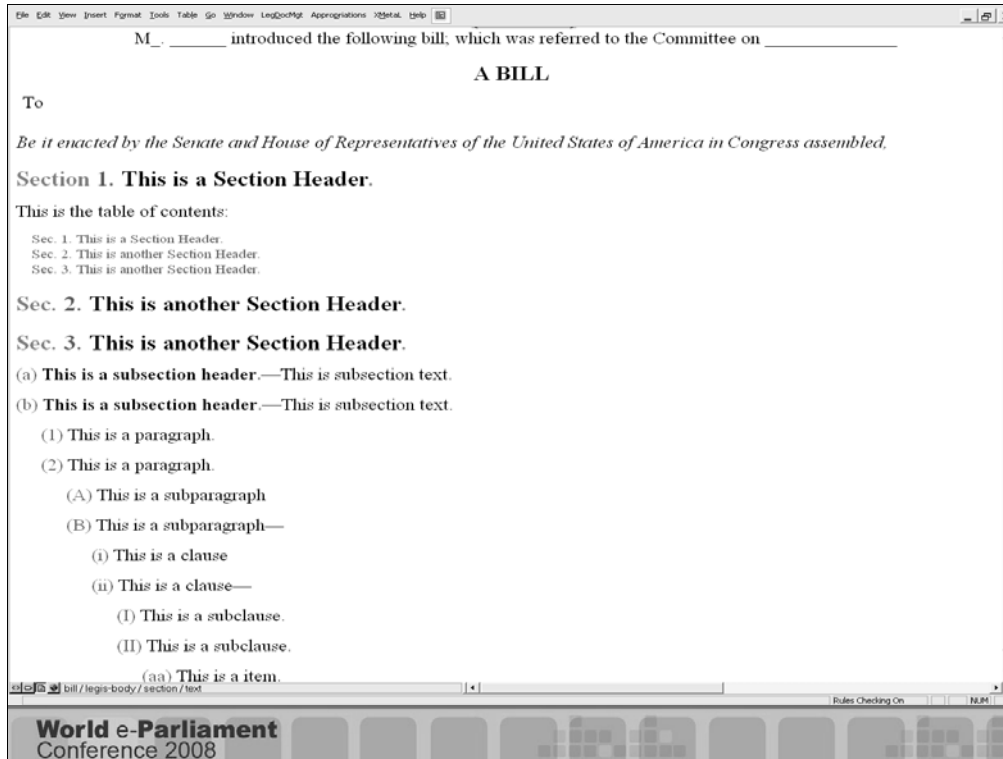 File Edit View Insert Format Tools Table Go Window LegDocMgt Appropriations XMetaL Help
M_. ______ introduced the following bill; which was referred to the Committee on ______________
A BILL
To
Be it enacted by the Senate and House of Representatives of the United States of America in Congress assembled,
Section 1. This is a Section Header.
This is the table of contents:
Sec. 1. This is a Section Header.
Sec. 2. This is another Section Header.
Sec. 3. This is another Section Header.
Sec. 2. This is another Section Header.
Sec. 3. This is another Section Header.
(a) This is a subsection header.—This is subsection text.
(b) This is a subsection header.—This is subsection text.
(1) This is a paragraph.
(2) This is a paragraph.
(A) This is a subparagraph
(B) This is a subparagraph—
(i) This is a clause
(ii) This is a clause—
(I) This is a subclause.
(II) This is a subclause.
(aa) This is a item.
bill / legis-body / section / text
Rules Checking On NUM
World e-Parliament
Conference 2008